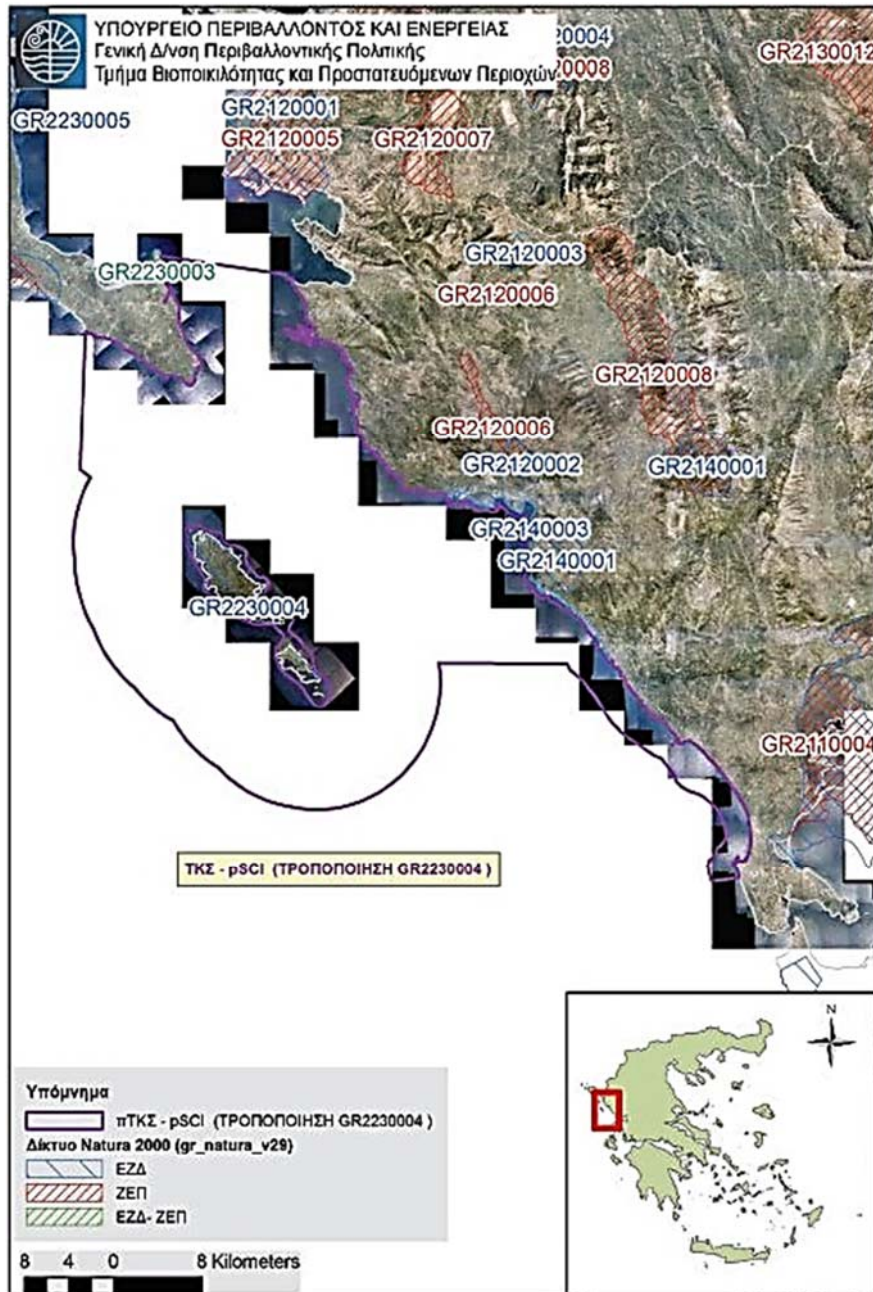 ΥΠΟΥΡΓΕΙΟ ΠΕΡΙΒΑΛΛΟΝΤΟΣ ΚΑΙ ΕΝΕΡΓΕΙΑΣ
Γενική Δ/νση Περιβαλλοντικής Πολιτικής
Τμήμα Βιοποικιλότητας και Προστατευόμενων Περιοχών
0004
0008
GR2130012
GR2230005
GR2120001
GR2120005
GR2120007
GR2120003
GR2230003
GR2120006
GR2120008
GR2120006
GR2120002
GR2140001
GR2140003
GR2140001
GR2230004
GR2110004
ΤΚΣ - pSCI (ΤΡΟΠΟΠΟΙΗΣΗ GR2230004 )
N
Υπόμνημα
πΤΚΣ - pSCI (ΤΡΟΠΟΠΟΙΗΣΗ GR2230004 )
Δίκτυο Natura 2000 (gr_natura_v29)
ΕΖΔ
ΖΕΠ
ΕΖΔ- ΖΕΠ
8 4 0 8 Kilometers